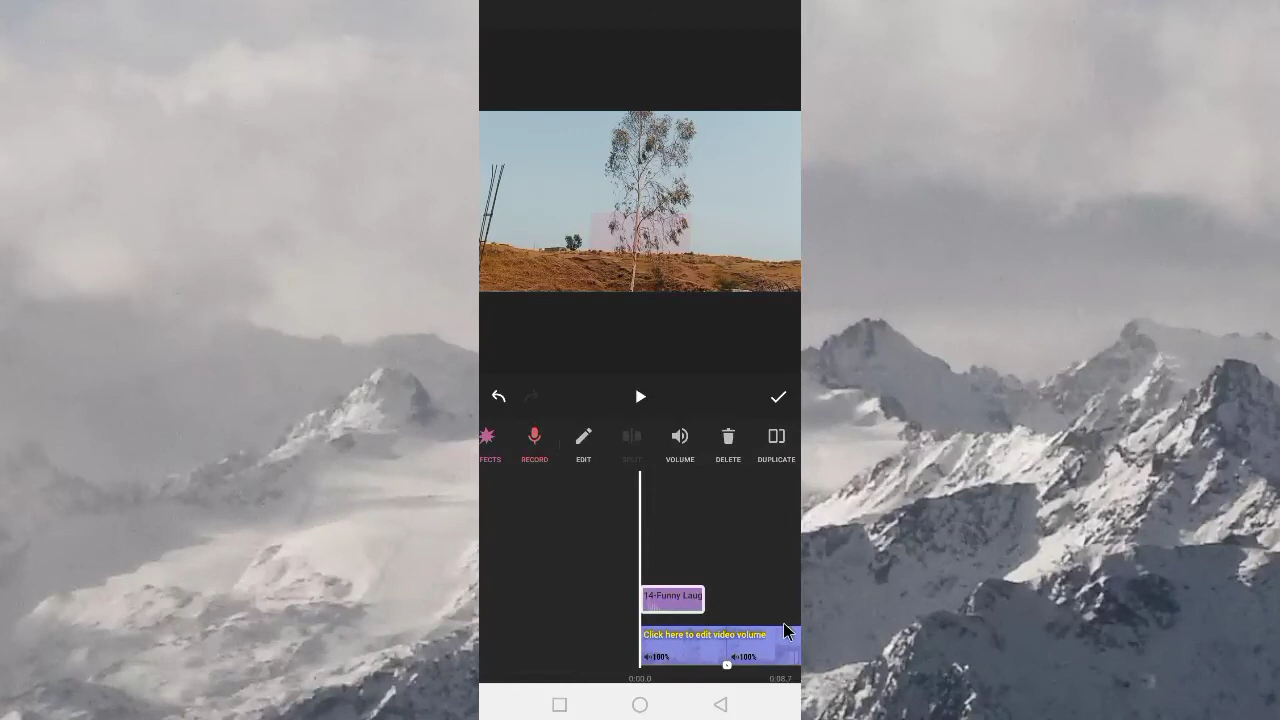 FECTS RECORD EDIT SPLIT VOLUME DELETE DUPLICATE
14-Funny Laug
Click here to edit video volume
100% 100%
0:00.0 0:08.7